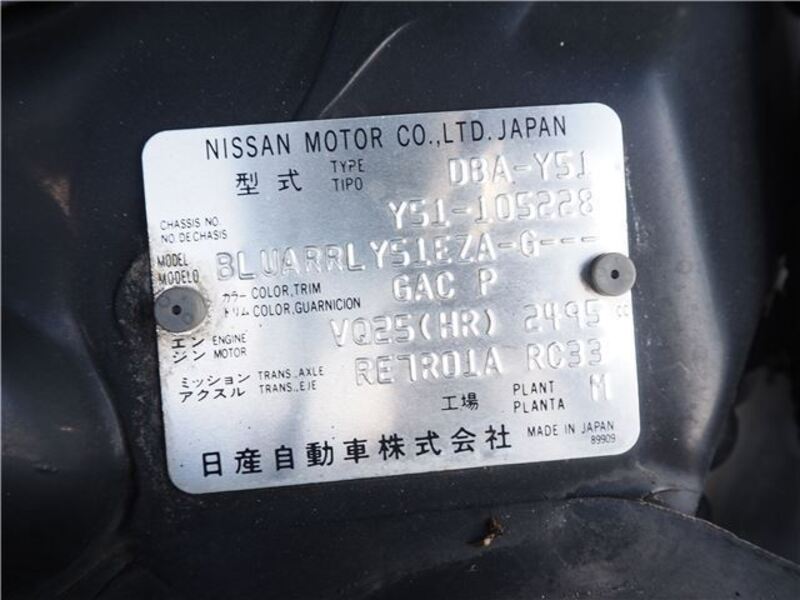 NISSAN MOTOR CO.,LTD. JAPAN
型式 TYPE TIPO DBA-Y51
CHASSIS NO. NO. DE CHASIS Y51-105228
MODEL MODELO BLUARRLY51EZA-G---
カラー COLOR,TRIM トリム COLOR,GUARNICION GAC P
エンジン ENGINE MOTOR VQ25(HR) 2495 CC
ミッション TRANS.,AXLE アクスル TRANS.,EJE RE7R01A RC33
工場 PLANT PLANTA M
日産自動車株式会社 MADE IN JAPAN
89909